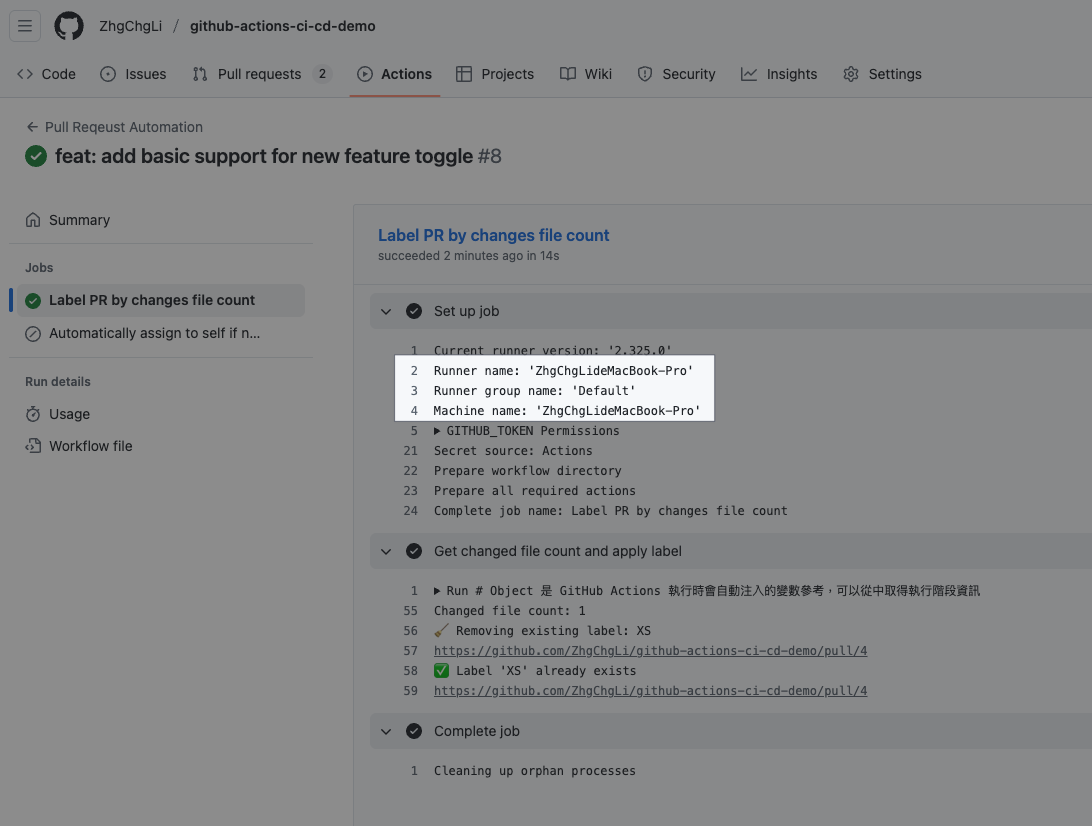 ZhgChgLi / github-actions-ci-cd-demo
Code Issues Pull requests 2 Actions Projects Wiki Security Insights Settings
← Pull Reqeust Automation
feat: add basic support for new feature toggle #8
Summary
Jobs
Label PR by changes file count
Automatically assign to self if n...
Run details
Usage
Workflow file
Label PR by changes file count
succeeded 2 minutes ago in 14s
Set up job
1 Current runner version: '2.325.0'
2 Runner name: 'ZhgChgLideMacBook-Pro'
3 Runner group name: 'Default'
4 Machine name: 'ZhgChgLideMacBook-Pro'
5 ▶ GITHUB_TOKEN Permissions
21 Secret source: Actions
22 Prepare workflow directory
23 Prepare all required actions
24 Complete job name: Label PR by changes file count
Get changed file count and apply label
1 ▶ Run # Object 是 GitHub Actions 執行時會自動注入的變數參考，可以從中取得執行階段資訊
55 Changed file count: 1
56 🧹 Removing existing label: XS
57 https://github.com/ZhgChgLi/github-actions-ci-cd-demo/pull/4
58 ✅ Label 'XS' already exists
59 https://github.com/ZhgChgLi/github-actions-ci-cd-demo/pull/4
Complete job
1 Cleaning up orphan processes